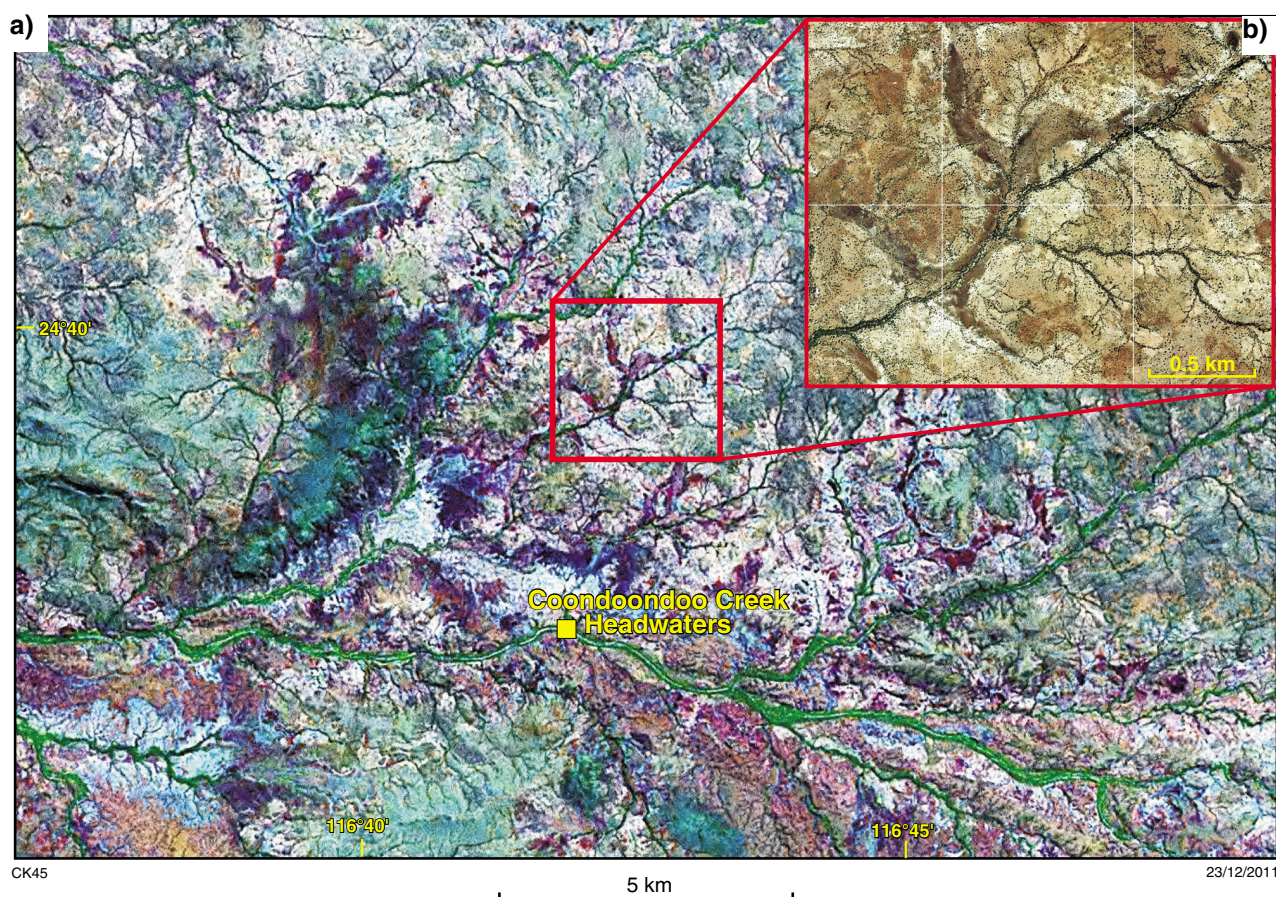 a)
b)
24°40'
0.5 km
Coondoondoo Creek
Headwaters
116°40'
116°45'
CK45
23/12/2011
5 km